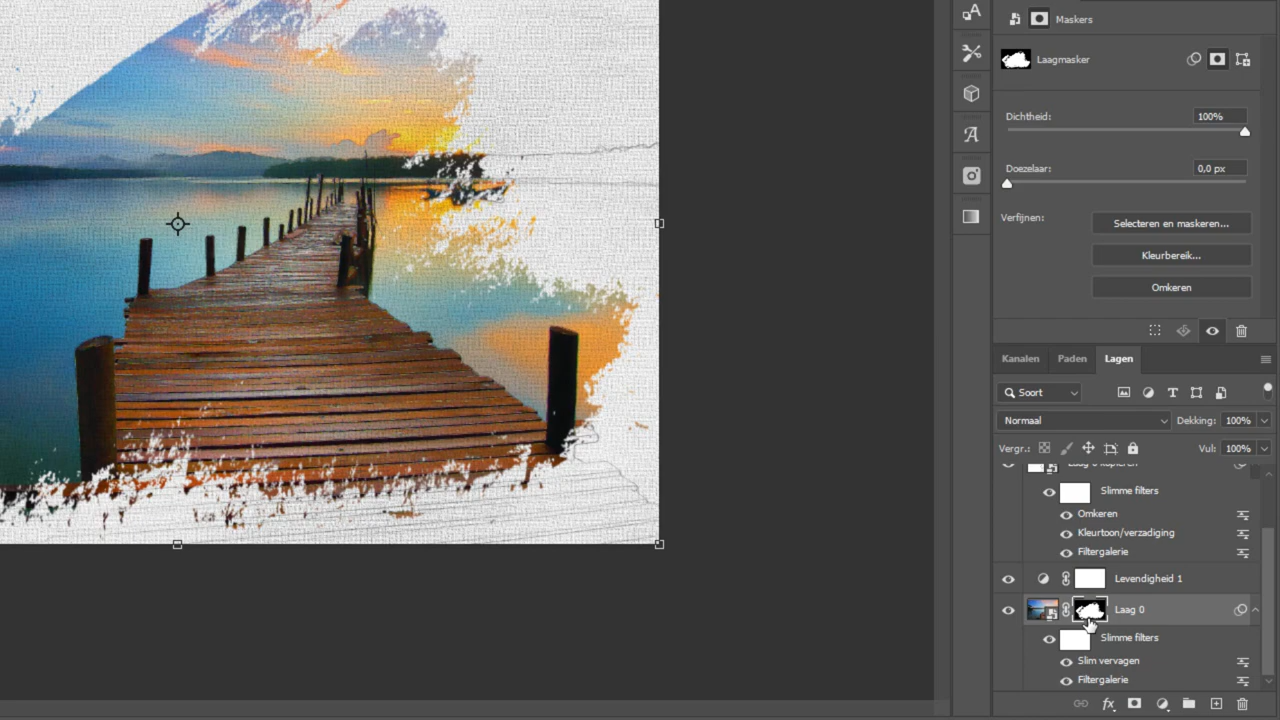 Maskers
Laagmasker
Dichtheid: 100%
Doezelaar: 0,0 px
Verfijnen: Selecteren en maskeren...
Kleurbereik...
Omkeren
Kanalen Paden Lagen
Soort
Normaal Dekking: 100%
Vergr.: Vul: 100%
Slimme filters
Omkeren
Kleurtoon/verzadiging
Filtergalerie
Levendigheid 1
Laag 0
Slimme filters
Slim vervagen
Filtergalerie